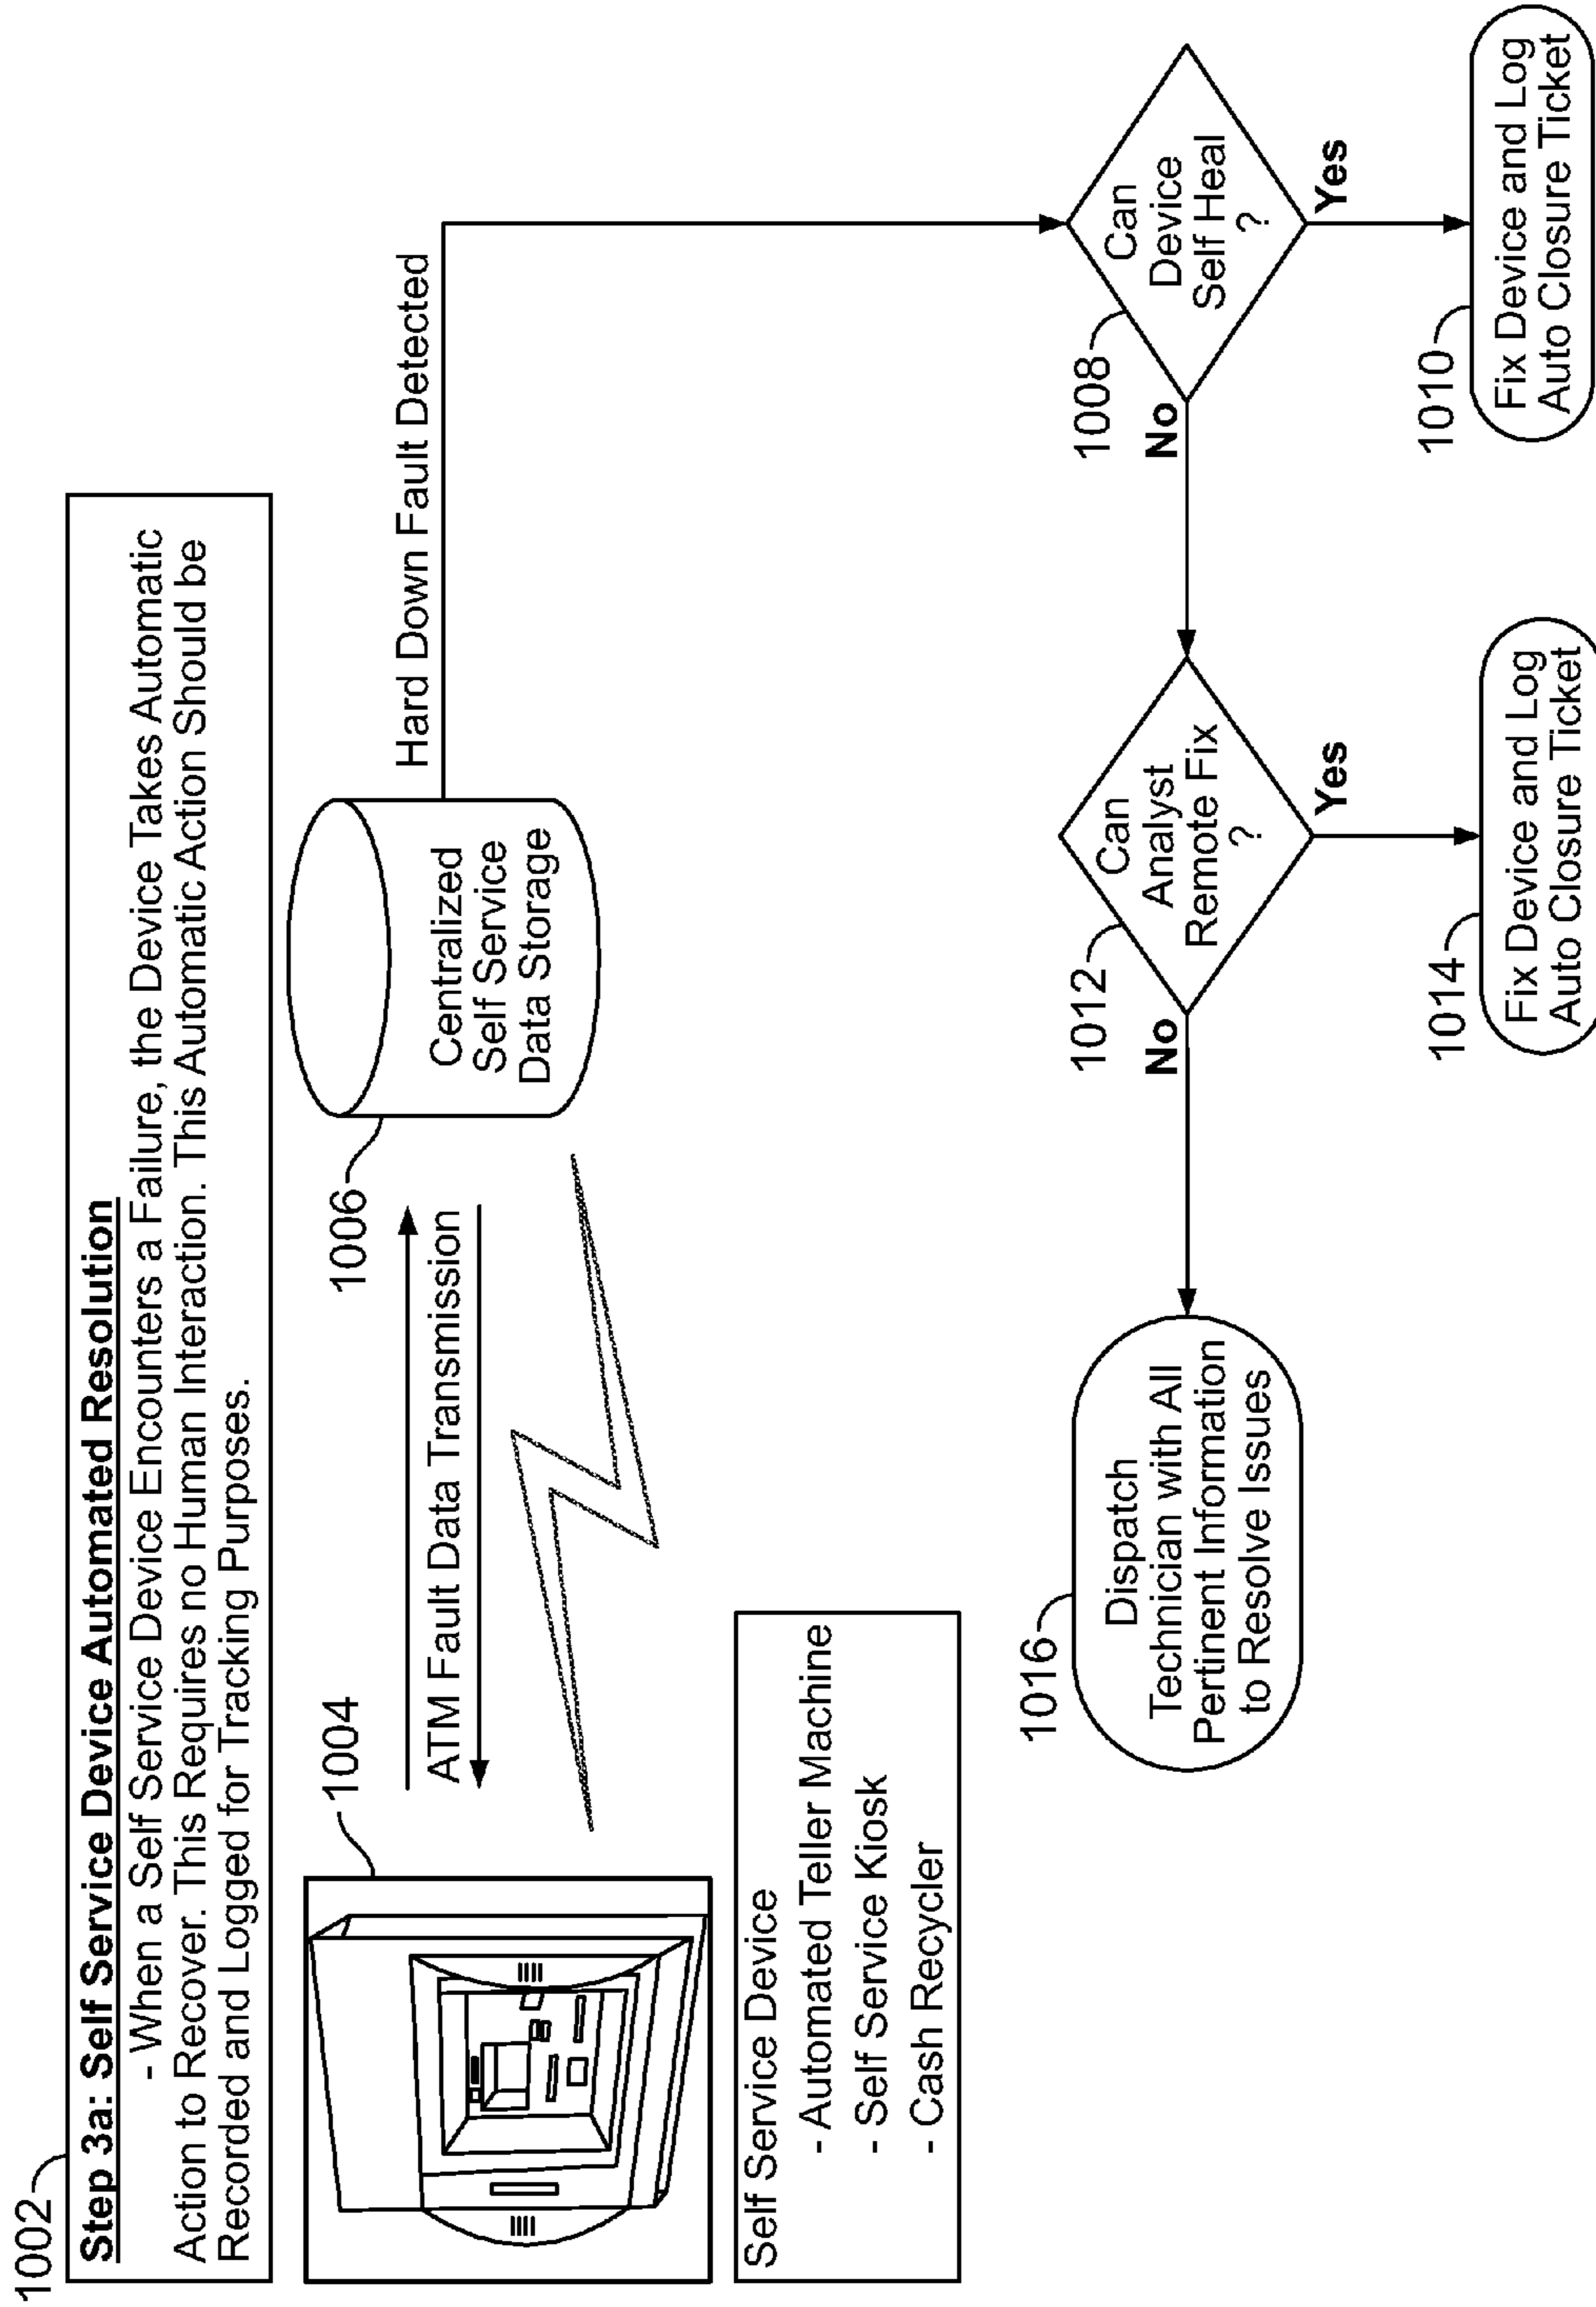 1002
Step 3a: Self Service Device Automated Resolution
- When a Self Service Device Encounters a Failure, the Device Takes Automatic
Action to Recover. This Requires no Human Interaction. This Automatic Action Should be
Recorded and Logged for Tracking Purposes.
1004
ATM Fault Data Transmission
1006
Centralized
Self Service
Data Storage
Hard Down Fault Detected
Self Service Device
- Automated Teller Machine
- Self Service Kiosk
- Cash Recycler
1008
Can
Device
Self Heal
?
No
Yes
1010
Fix Device and Log
Auto Closure Ticket
1012
Can
Analyst
Remote Fix
?
No
Yes
1014
Fix Device and Log
Auto Closure Ticket
1016
Dispatch
Technician with All
Pertinent Information
to Resolve Issues